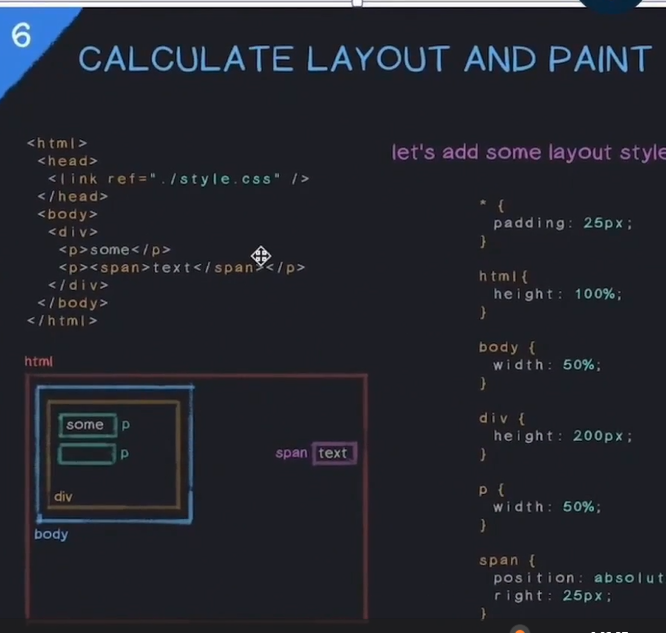 6
CALCULATE LAYOUT AND PAINT
<html>
<head>
<link ref="./style.css" />
</head>
<body>
<div>
<p>some</p>
<p><span>text</span></p>
</div>
</body>
</html>
let's add some layout style
* {
padding: 25px;
}
html{
height: 100%;
}
body {
width: 50%;
}
div {
height: 200px;
}
p {
width: 50%;
}
span {
position: absolut
right: 25px;
}
html
some p
p
span text
div
body